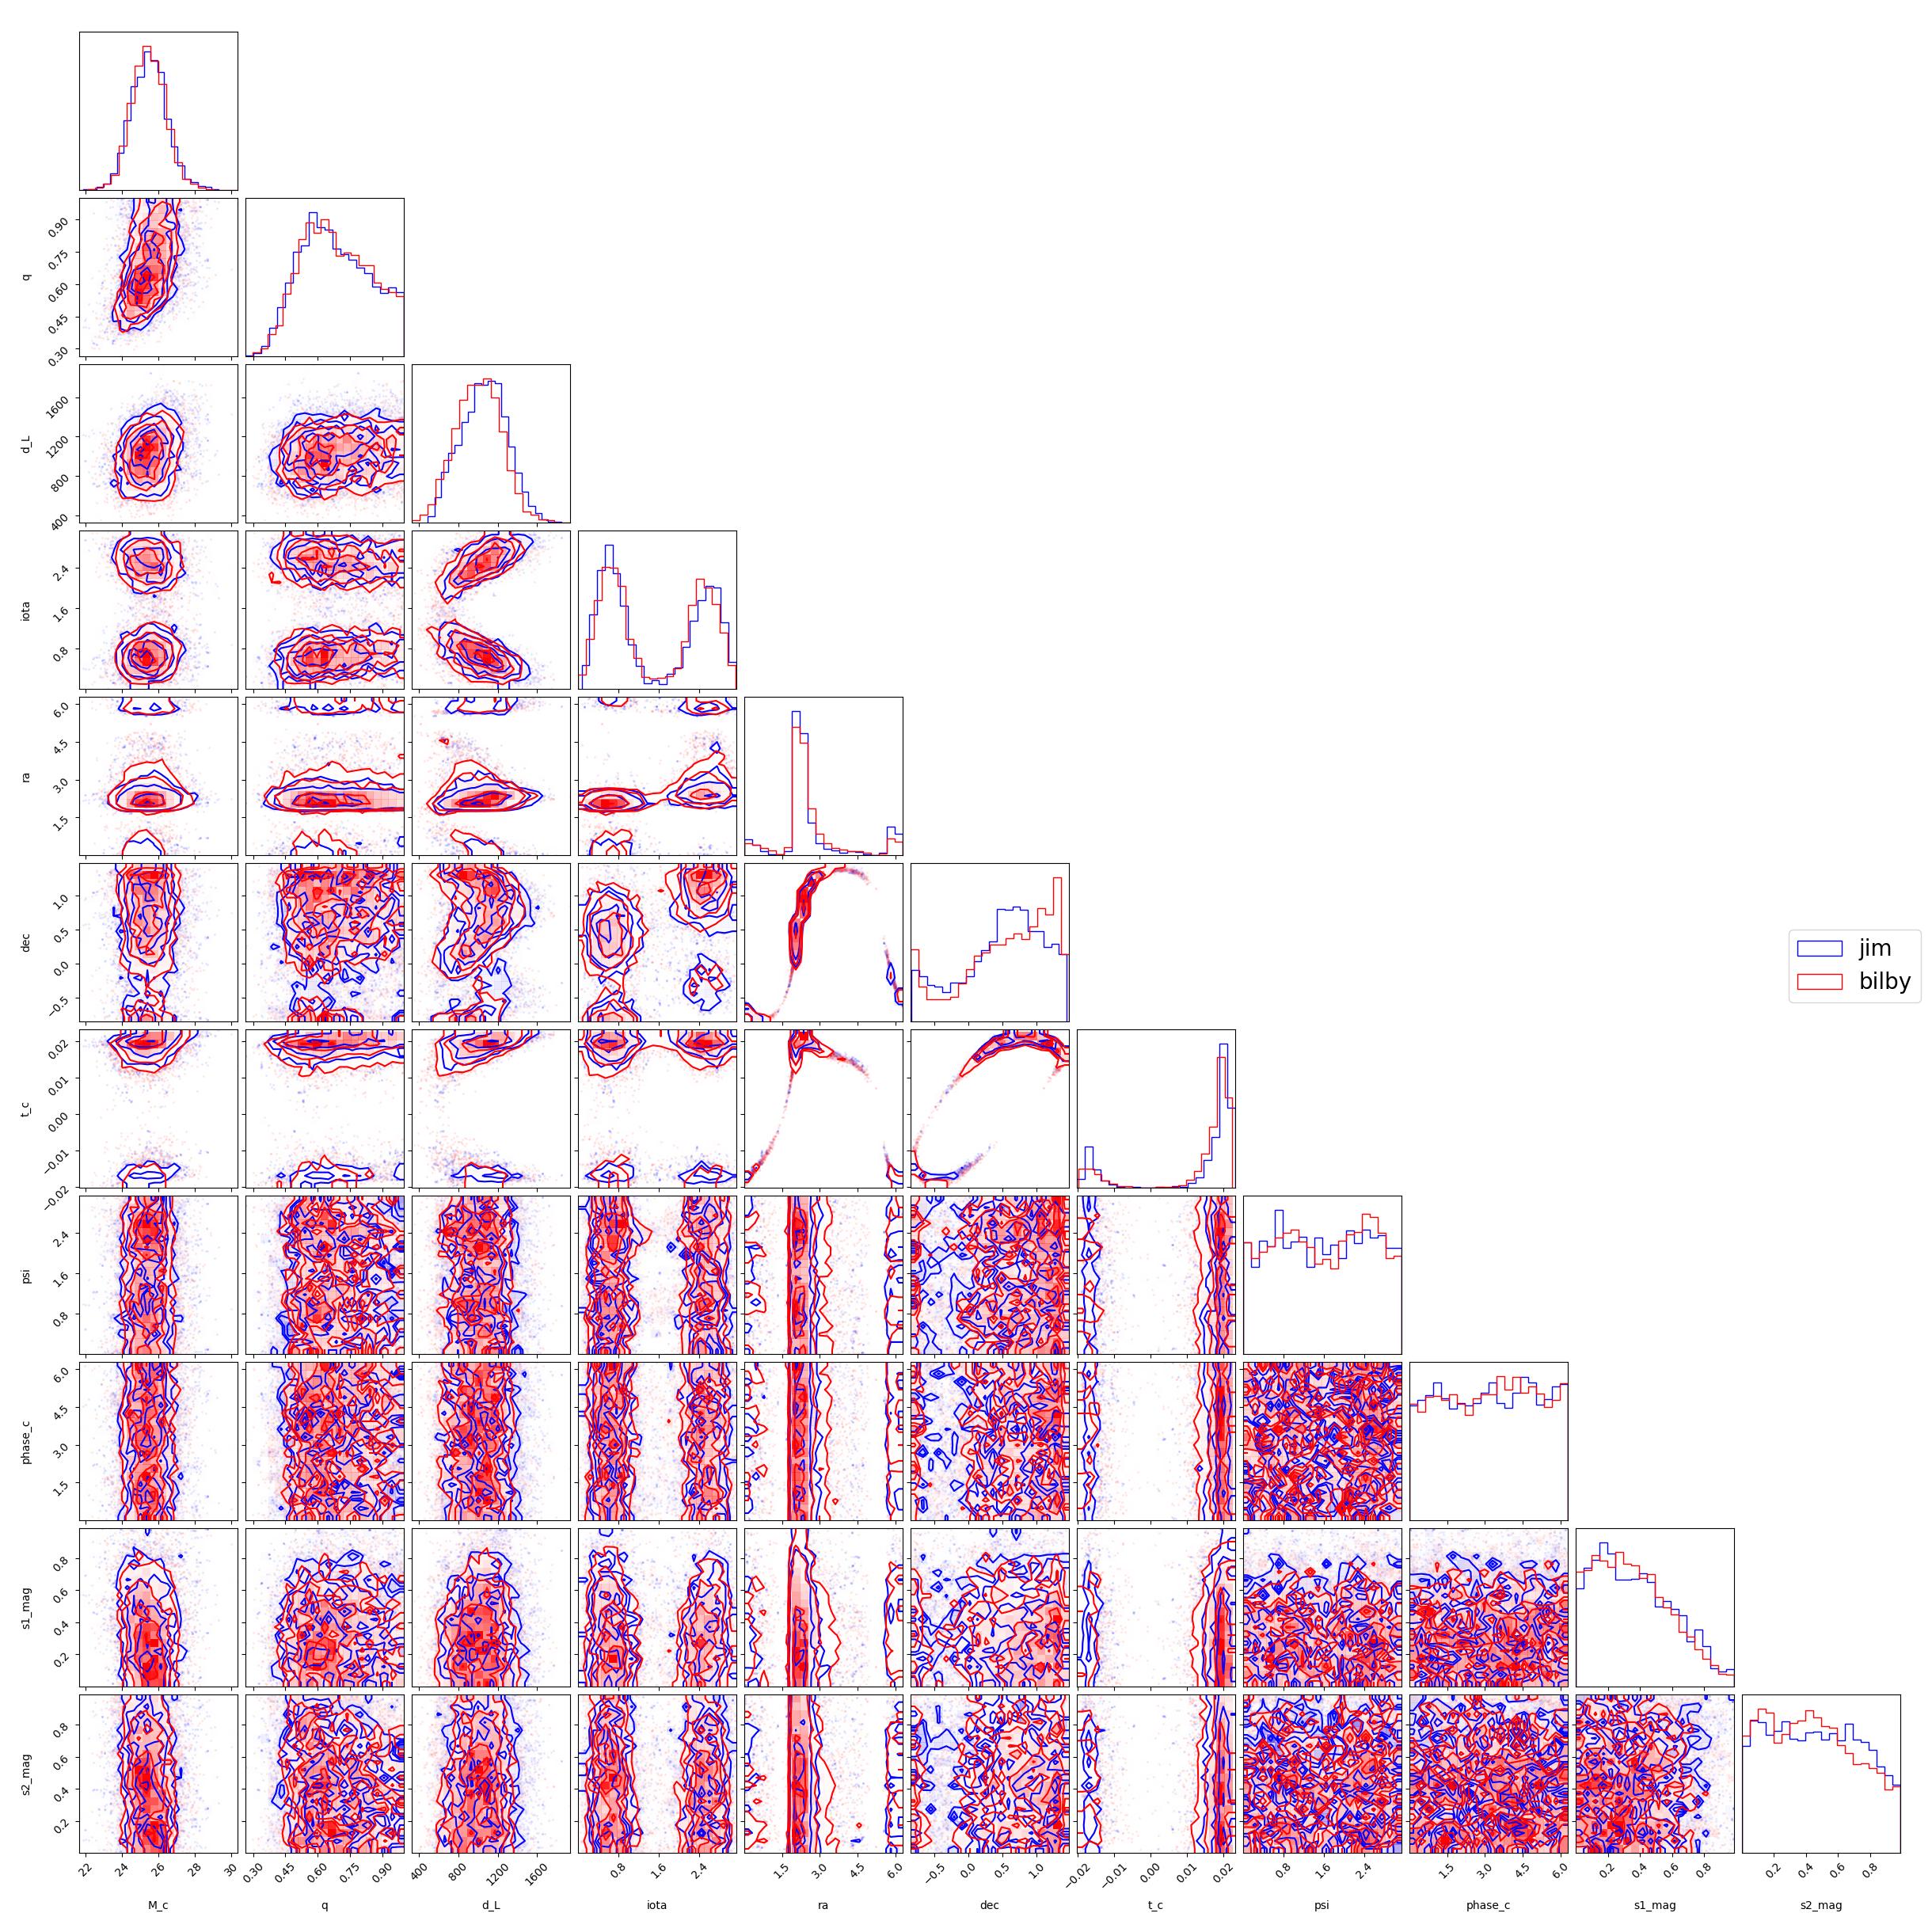 q
0.90
0.75
0.60
0.45
0.30
d_L
1600
1200
800
400
iota
2.4
1.6
0.8
ra
6.0
4.5
3.0
1.5
dec
1.0
0.5
0.0
−0.5
jim
bilby
t_c
0.02
0.01
0.00
−0.01
−0.02
psi
2.4
1.6
0.8
phase_c
6.0
4.5
3.0
1.5
s1_mag
0.8
0.6
0.4
0.2
s2_mag
0.8
0.6
0.4
0.2
22 24 26 28 30
0.30 0.45 0.60 0.75 0.90
400 800 1200 1600
0.8 1.6 2.4
1.5 3.0 4.5 6.0
−0.5 0.0 0.5 1.0
−0.02 −0.01 0.00 0.01 0.02
0.8 1.6 2.4
1.5 3.0 4.5 6.0
0.2 0.4 0.6 0.8
0.2 0.4 0.6 0.8
M_c q d_L iota ra dec t_c psi phase_c s1_mag s2_mag